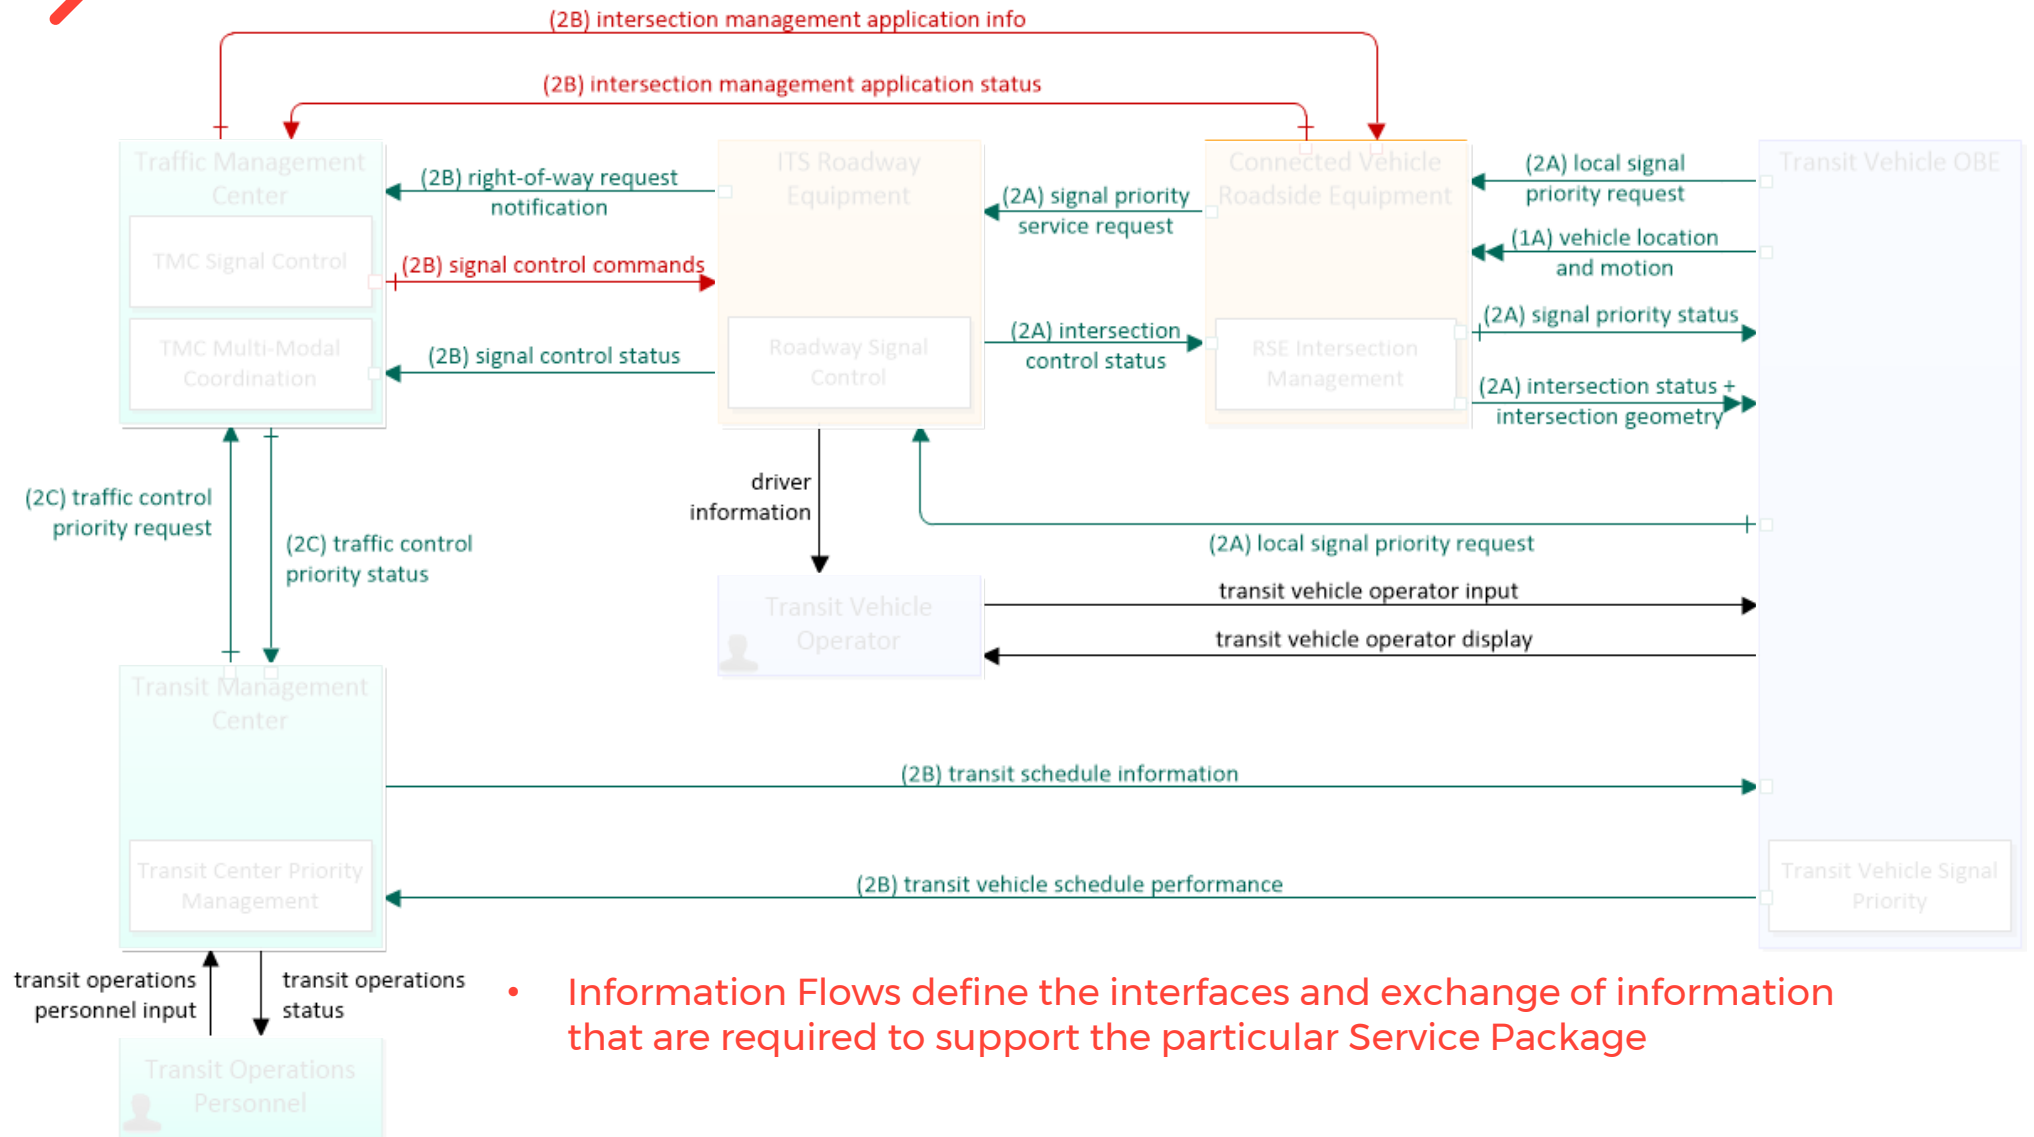 (2B) intersection management application info
(2B) intersection management application status
Traffic Management
Center
TMC Signal Control
TMC Multi-Modal
Coordination
(2B) right-of-way request
notification
(2B) signal control commands
(2B) signal control status
ITS Roadway
Equipment
Roadway Signal
Control
(2A) signal priority
service request
(2A) intersection
control status
Connected Vehicle
Roadside Equipment
RSE Intersection
Management
(2A) local signal
priority request
(1A) vehicle location
and motion
(2A) signal priority status
(2A) intersection status +
intersection geometry
Transit Vehicle OBE
(2C) traffic control
priority request
(2C) traffic control
priority status
driver
information
(2A) local signal priority request
Transit Vehicle
Operator
transit vehicle operator input
transit vehicle operator display
Transit Management
Center
(2B) transit schedule information
Transit Center Priority
Management
(2B) transit vehicle schedule performance
Transit Vehicle Signal
Priority
transit operations
personnel input
transit operations
status
• Information Flows define the interfaces and exchange of information
that are required to support the particular Service Package
Transit Operations
Personnel